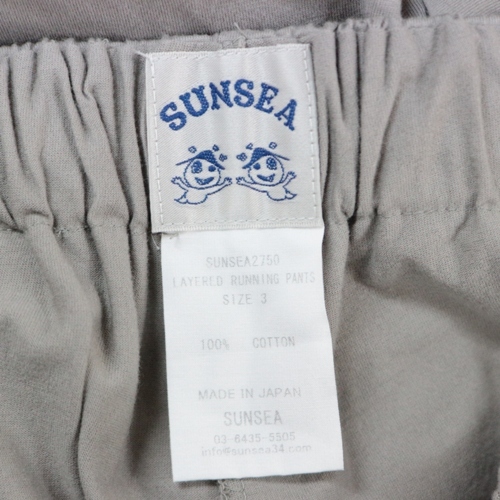 SUNSEA
SUNSEA2750
LAYERED RUNNING PANTS
SIZE 3
100% COTTON
MADE IN JAPAN
SUNSEA
03-6435-5505
info@sunsea34.com